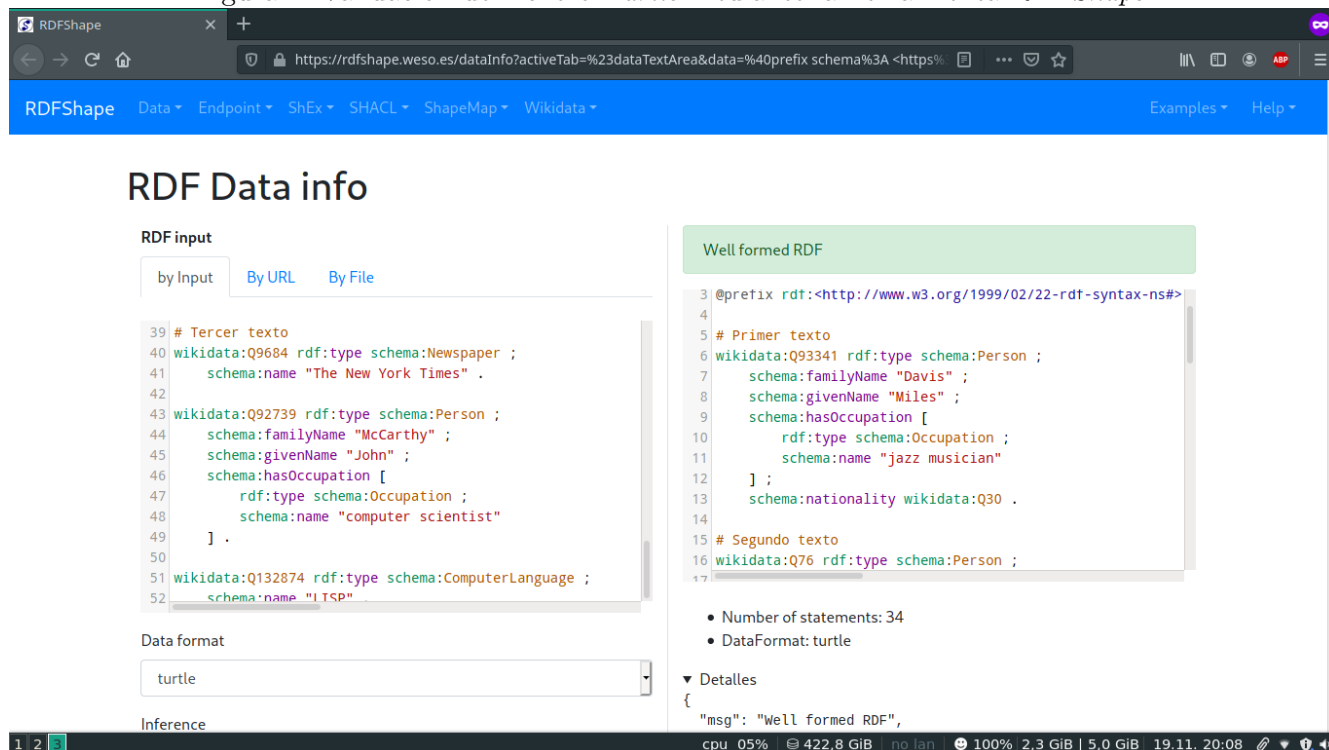 RDFShape
https://rdfshape.weso.es/dataInfo?activeTab=%23dataTextArea&data=%40prefix schema%3A <https%
ABP
RDFShape Data Endpoint ShEx SHACL ShapeMap Wikidata Examples Help
RDF Data info
RDF input
by Input By URL By File
39 # Tercer texto
40 wikidata:Q9684 rdf:type schema:Newspaper ;
41 schema:name "The New York Times" .
42
43 wikidata:Q92739 rdf:type schema:Person ;
44 schema:familyName "McCarthy" ;
45 schema:givenName "John" ;
46 schema:hasOccupation [
47 rdf:type schema:Occupation ;
48 schema:name "computer scientist"
49 ] .
50
51 wikidata:Q132874 rdf:type schema:ComputerLanguage ;
52 schema:name "LISP" .
Data format
turtle
Inference
Well formed RDF
3 @prefix rdf:<http://www.w3.org/1999/02/22-rdf-syntax-ns#>
4
5 # Primer texto
6 wikidata:Q93341 rdf:type schema:Person ;
7 schema:familyName "Davis" ;
8 schema:givenName "Miles" ;
9 schema:hasOccupation [
10 rdf:type schema:Occupation ;
11 schema:name "jazz musician"
12 ] ;
13 schema:nationality wikidata:Q30 .
14
15 # Segundo texto
16 wikidata:Q76 rdf:type schema:Person ;
17
• Number of statements: 34
• DataFormat: turtle
▼ Detalles
{
"msg": "Well formed RDF",
1 2 3 cpu 05% 422,8 GiB no lan 100% 2,3 GiB | 5,0 GiB 19.11. 20:08